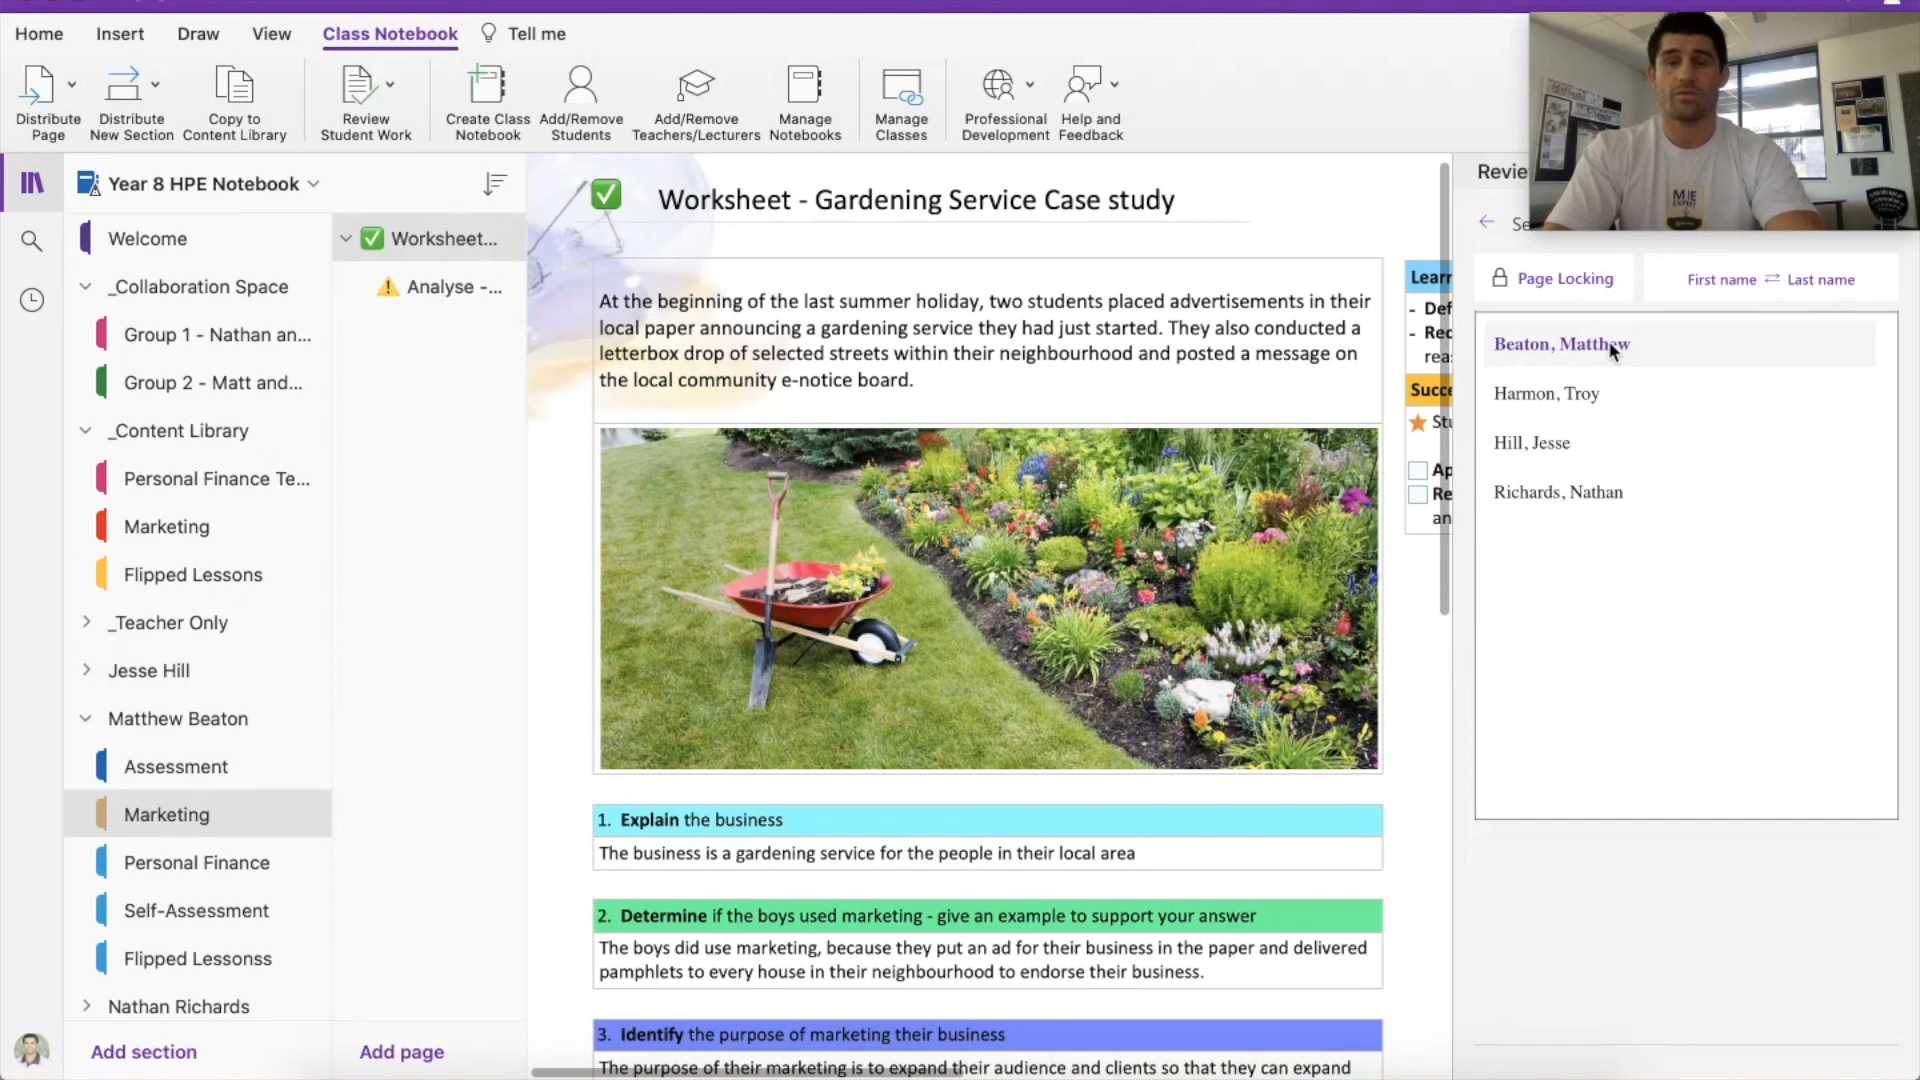 Home Insert Draw View Class Notebook Tell me
Distribute Page
Distribute New Section
Copy to Content Library
Review Student Work
Create Class Notebook
Add/Remove Students
Add/Remove Teachers/Lecturers
Manage Notebooks
Manage Classes
Professional Development
Help and Feedback
Year 8 HPE Notebook
Welcome
_Collaboration Space
Group 1 - Nathan an...
Group 2 - Matt and...
_Content Library
Personal Finance Te...
Marketing
Flipped Lessons
_Teacher Only
Jesse Hill
Matthew Beaton
Assessment
Marketing
Personal Finance
Self-Assessment
Flipped Lessonss
Nathan Richards
Add section
Worksheet...
Analyse -...
Add page
Worksheet - Gardening Service Case study
At the beginning of the last summer holiday, two students placed advertisements in their
local paper announcing a gardening service they had just started. They also conducted a
letterbox drop of selected streets within their neighbourhood and posted a message on
the local community e-notice board.
1. Explain the business
The business is a gardening service for the people in their local area
2. Determine if the boys used marketing - give an example to support your answer
The boys did use marketing, because they put an ad for their business in the paper and delivered
pamphlets to every house in their neighbourhood to endorse their business.
3. Identify the purpose of marketing their business
The purpose of their marketing is to expand their audience and clients so that they can expand
Learn
- Def
- Rec
rea
Succe
Stu
Ap
Re
an
Revie
Se
Page Locking
First name Last name
Beaton, Matthew
Harmon, Troy
Hill, Jesse
Richards, Nathan
M|E
EXPERT